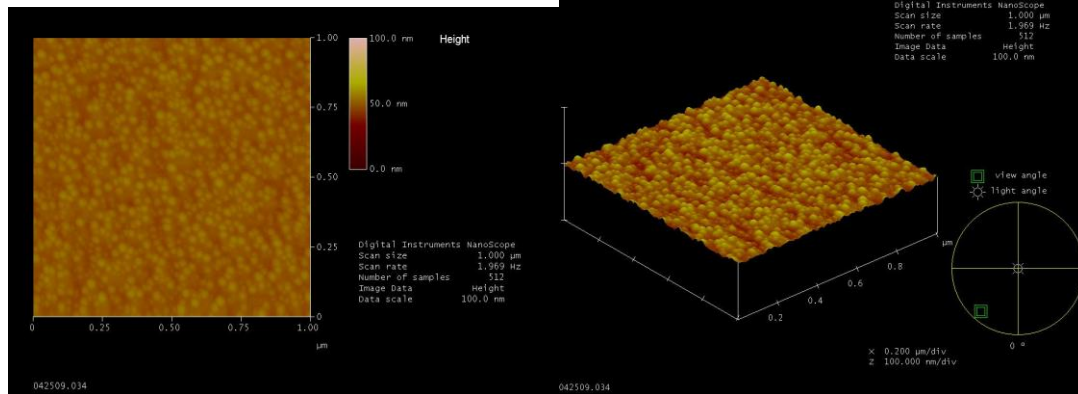 100.0 nm
Height
50.0 nm
0.0 nm
1.00
0.75
0.50
0.25
0
0
0.25
0.50
0.75
1.00
µm
Digital Instruments NanoScope
Scan size 1.000 µm
Scan rate 1.969 Hz
Number of samples 512
Image Data Height
Data scale 100.0 nm
042509.034
Digital Instruments NanoScope
Scan size 1.000 µm
Scan rate 1.969 Hz
Number of samples 512
Image Data Height
Data scale 100.0 nm
view angle
light angle
µm
0.8
0.6
0.4
0.2
0 °
X 0.200 µm/div
Z 100.000 nm/div
042509.034